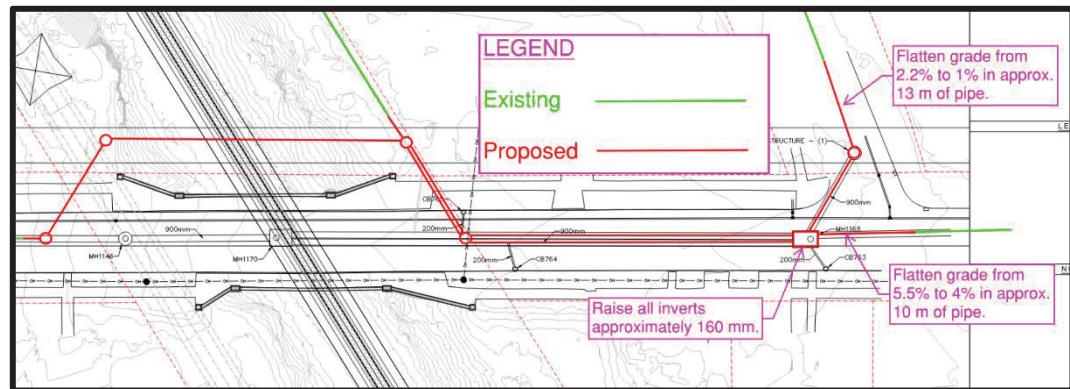 LEGEND
Existing
Proposed
Flatten grade from
2.2% to 1% in approx.
13 m of pipe.
STRUCTURE - (1)
900mm
200mm
900mm
900mm
MH1168
MH1146
MH1170
200mm
CB764
200mm
CB753
Raise all inverts
approximately 160 mm.
Flatten grade from
5.5% to 4% in approx.
10 m of pipe.